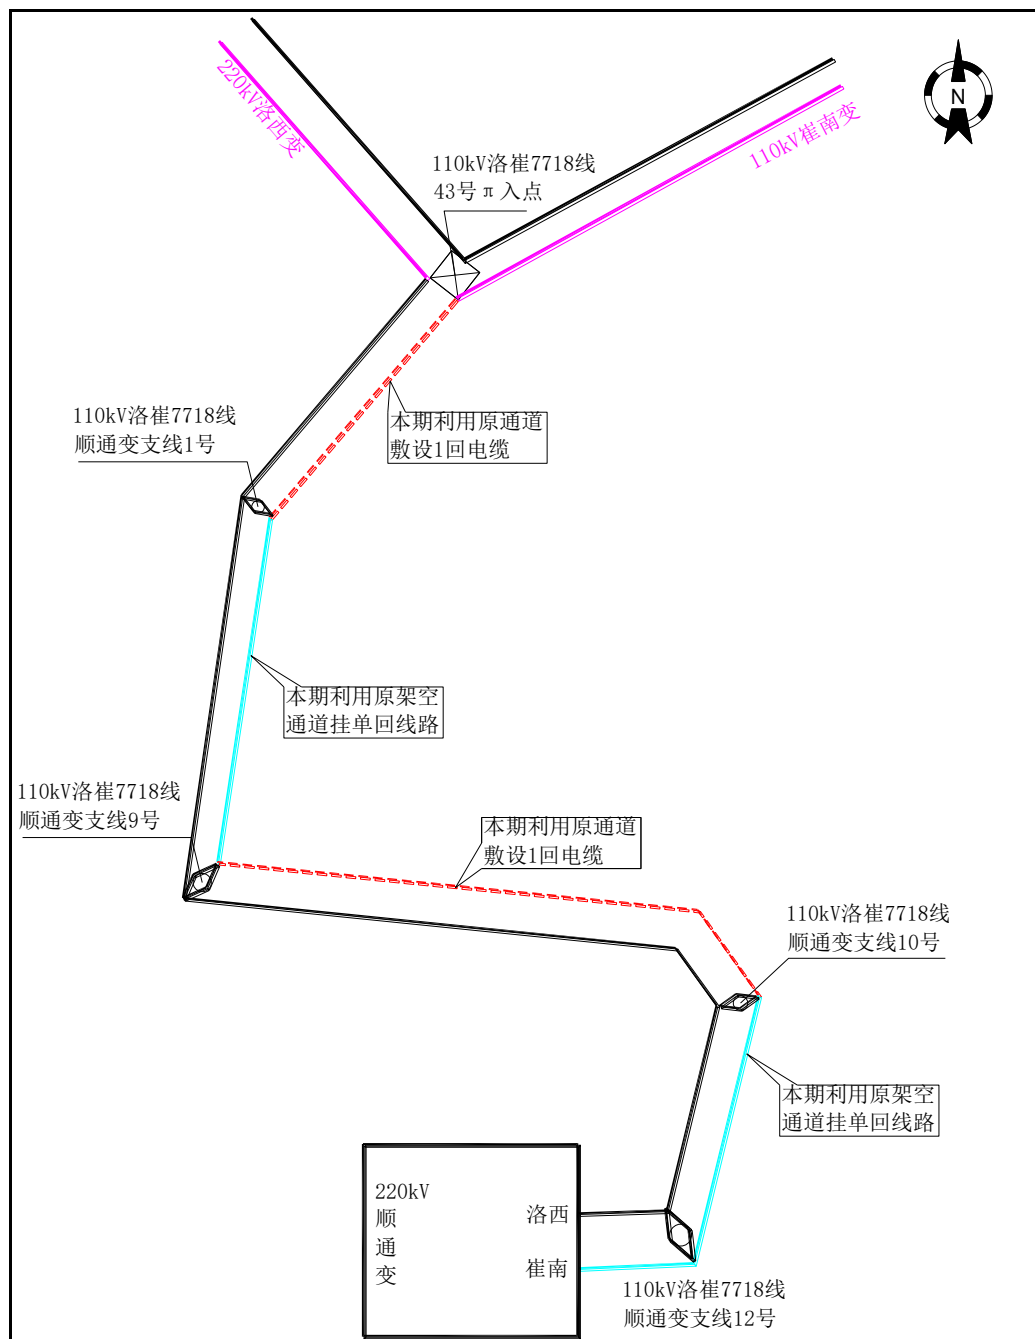 220kV洛西变
110kV崔南变
N
110kV洛崔7718线
43号π入点
本期利用原通道
敷设1回电缆
110kV洛崔7718线
顺通变支线1号
本期利用原架空
通道挂单回线路
110kV洛崔7718线
顺通变支线9号
本期利用原通道
敷设1回电缆
110kV洛崔7718线
顺通变支线10号
本期利用原架空
通道挂单回线路
220kV
顺
通
变
洛西
崔南
110kV洛崔7718线
顺通变支线12号